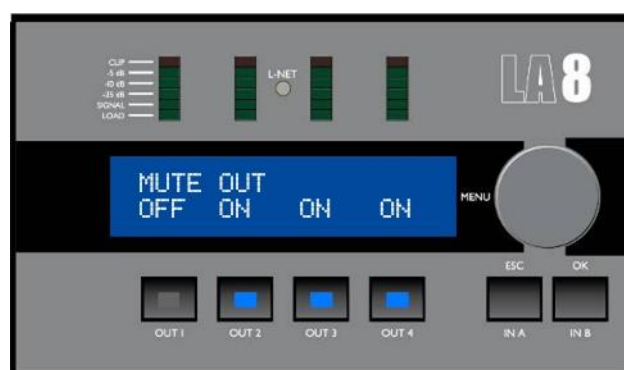 CLIP
-5 dB
-10 dB
-25 dB
SIGNAL
LOAD
L-NET
LA8
MUTE OUT
OFF ON ON ON
MENU
ESC OK
OUT 1 OUT 2 OUT 3 OUT 4 IN A IN B